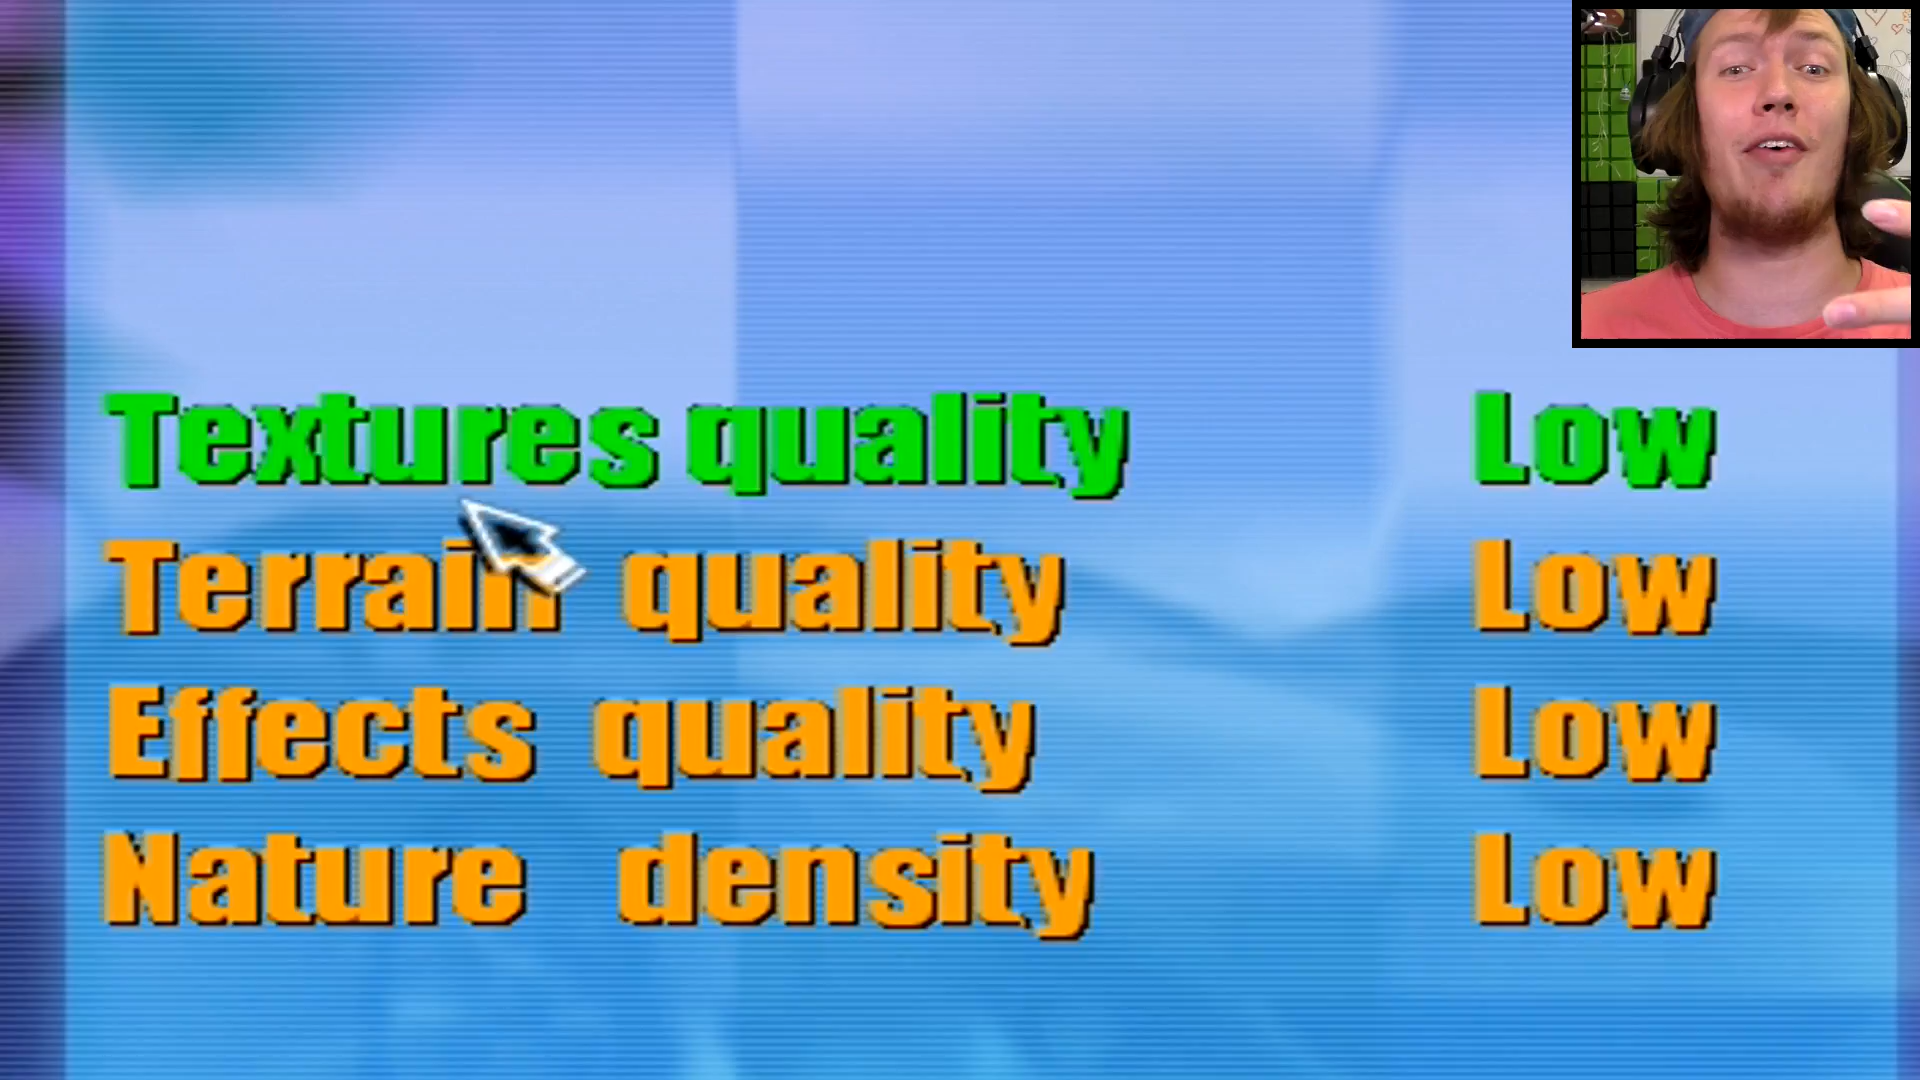 Textures quality Low
Terrain quality Low
Effects quality Low
Nature density Low